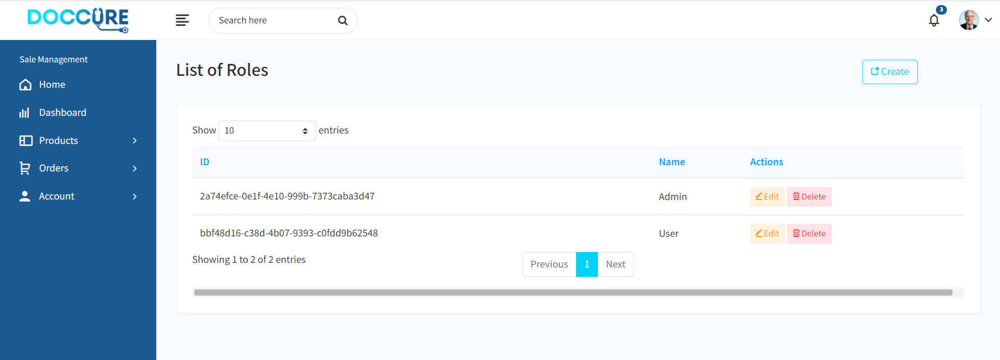 DOCCURE
Search here
3
Sale Management
Home
Dashboard
Products
Orders
Account
List of Roles
Create
Show 10 entries
ID Name Actions
2a74efce-0e1f-4e10-999b-7373caba3d47 Admin Edit Delete
bbf48d16-c38d-4b07-9393-c0fdd9b62548 User Edit Delete
Showing 1 to 2 of 2 entries
Previous 1 Next